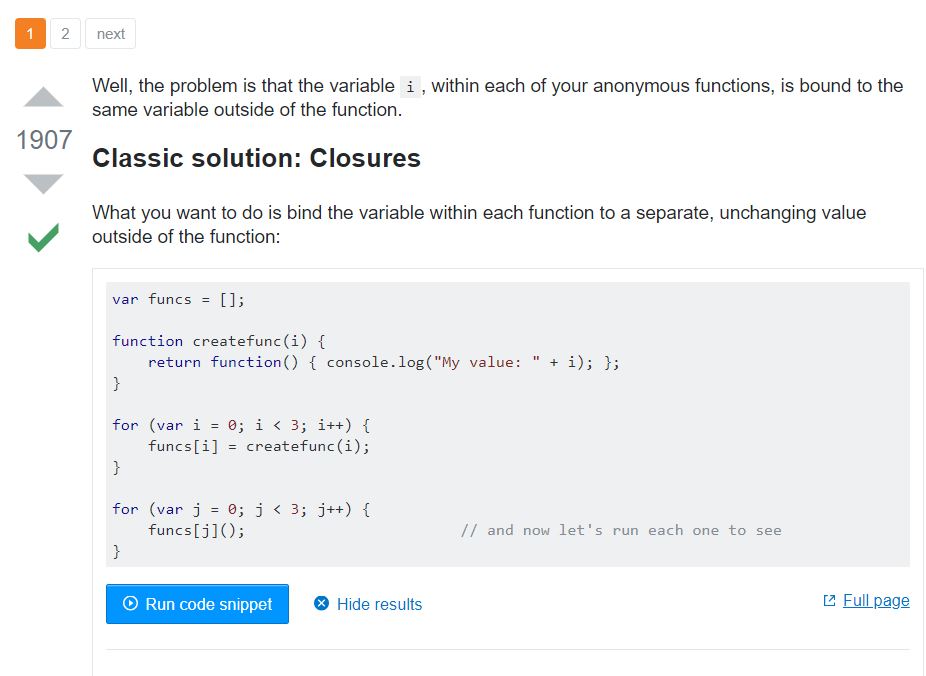 1 2 next
Well, the problem is that the variable i, within each of your anonymous functions, is bound to the
same variable outside of the function.
1907
Classic solution: Closures
What you want to do is bind the variable within each function to a separate, unchanging value
outside of the function:
var funcs = [];
function createfunc(i) {
    return function() { console.log("My value: " + i); };
}
for (var i = 0; i < 3; i++) {
    funcs[i] = createfunc(i);
}
for (var j = 0; j < 3; j++) {
    funcs[j]();                        // and now let's run each one to see
}
Run code snippet Hide results Full page